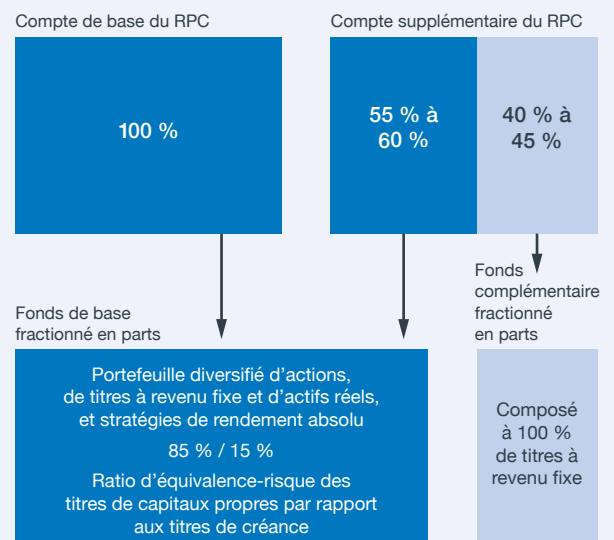 Compte de base du RPC
Compte supplémentaire du RPC
100 %
55 % à
60 %
40 % à
45 %
Fonds de base
fractionné en parts
Fonds
complémentaire
fractionné
en parts
Portefeuille diversifié d’actions,
de titres à revenu fixe et d’actifs réels,
et stratégies de rendement absolu
85 % / 15 %
Ratio d’équivalence-risque des
titres de capitaux propres par rapport
aux titres de créance
Composé
à 100 %
de titres à
revenu fixe